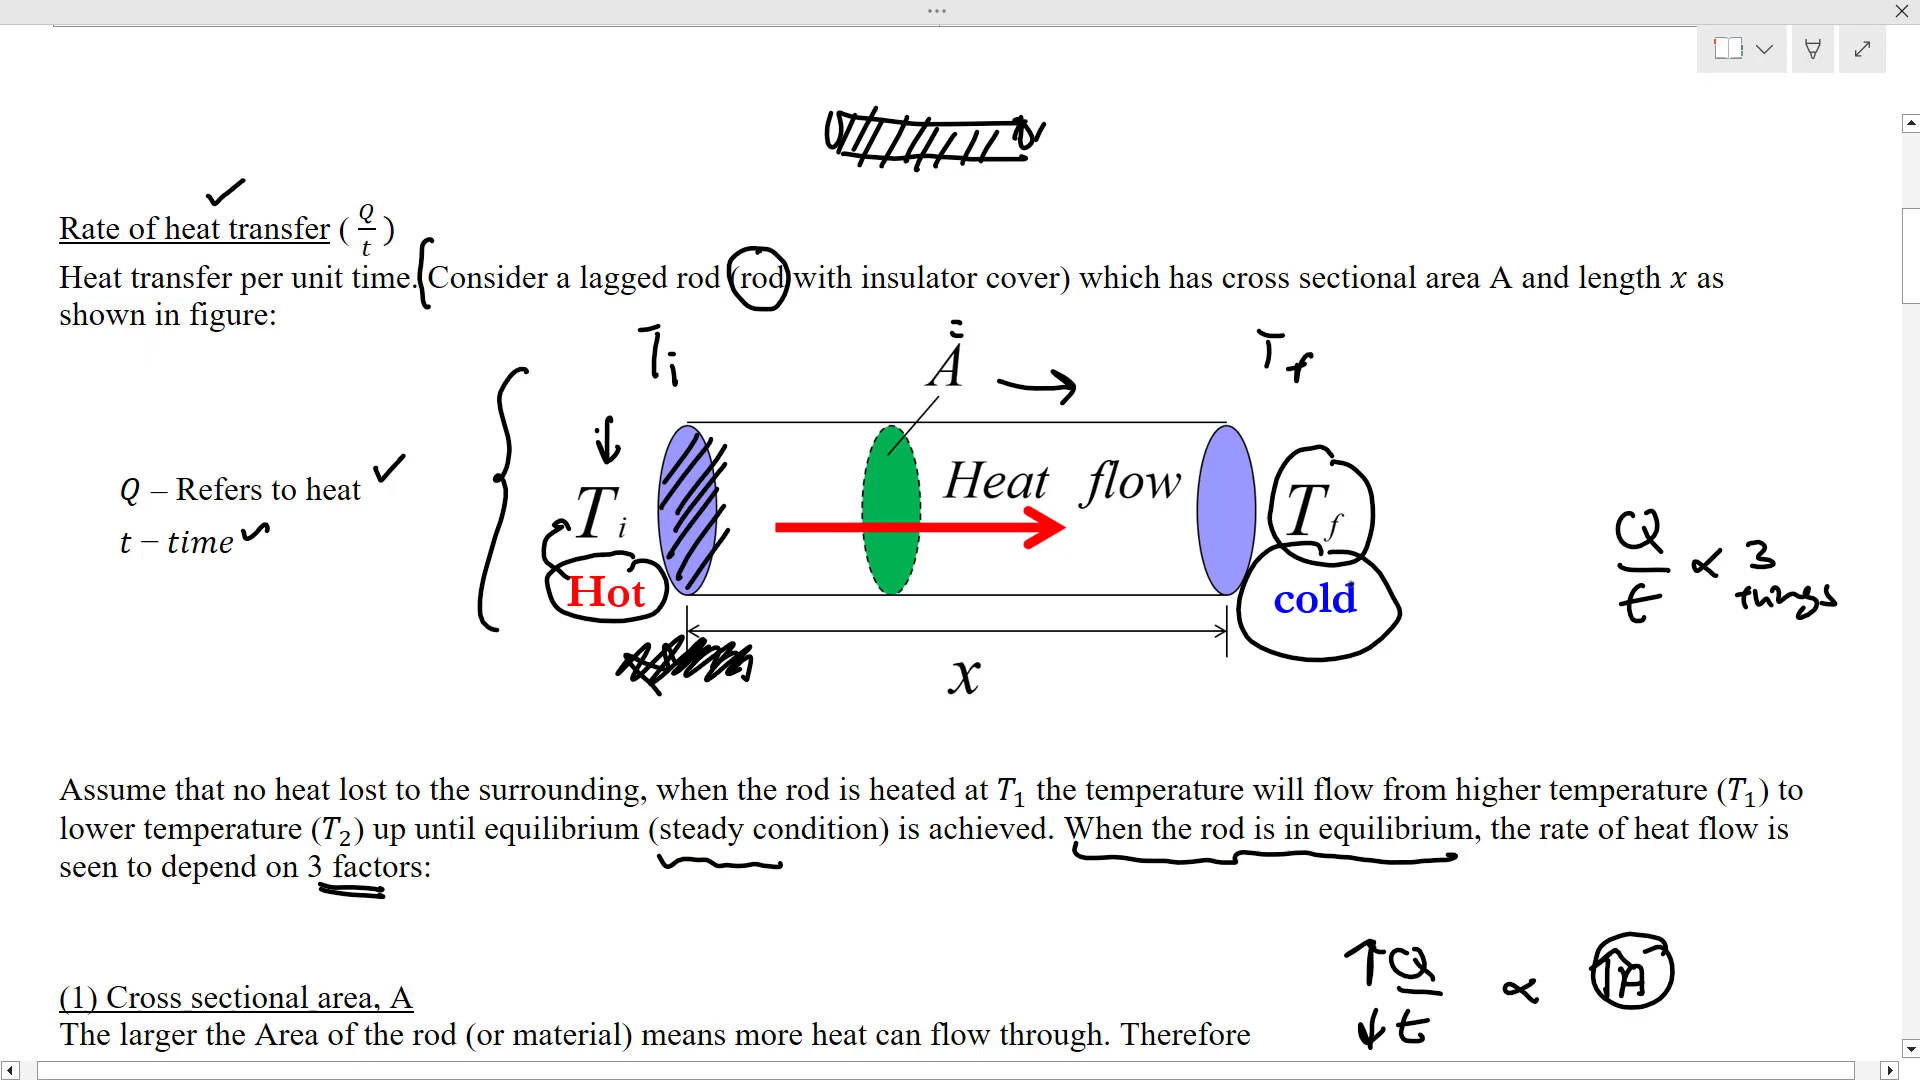 Rate of heat transfer ( Q/t )
Heat transfer per unit time. Consider a lagged rod (rod with insulator cover) which has cross sectional area A and length x as
shown in figure:
Ti
A
Tf
Q – Refers to heat
t – time
Ti
Heat flow
Tf
Hot
cold
x
Q/t ∝ 3 things
Assume that no heat lost to the surrounding, when the rod is heated at T₁ the temperature will flow from higher temperature (T₁) to
lower temperature (T₂) up until equilibrium (steady condition) is achieved. When the rod is in equilibrium, the rate of heat flow is
seen to depend on 3 factors:
↑Q/↓t ∝ ↑A
(1) Cross sectional area, A
The larger the Area of the rod (or material) means more heat can flow through. Therefore